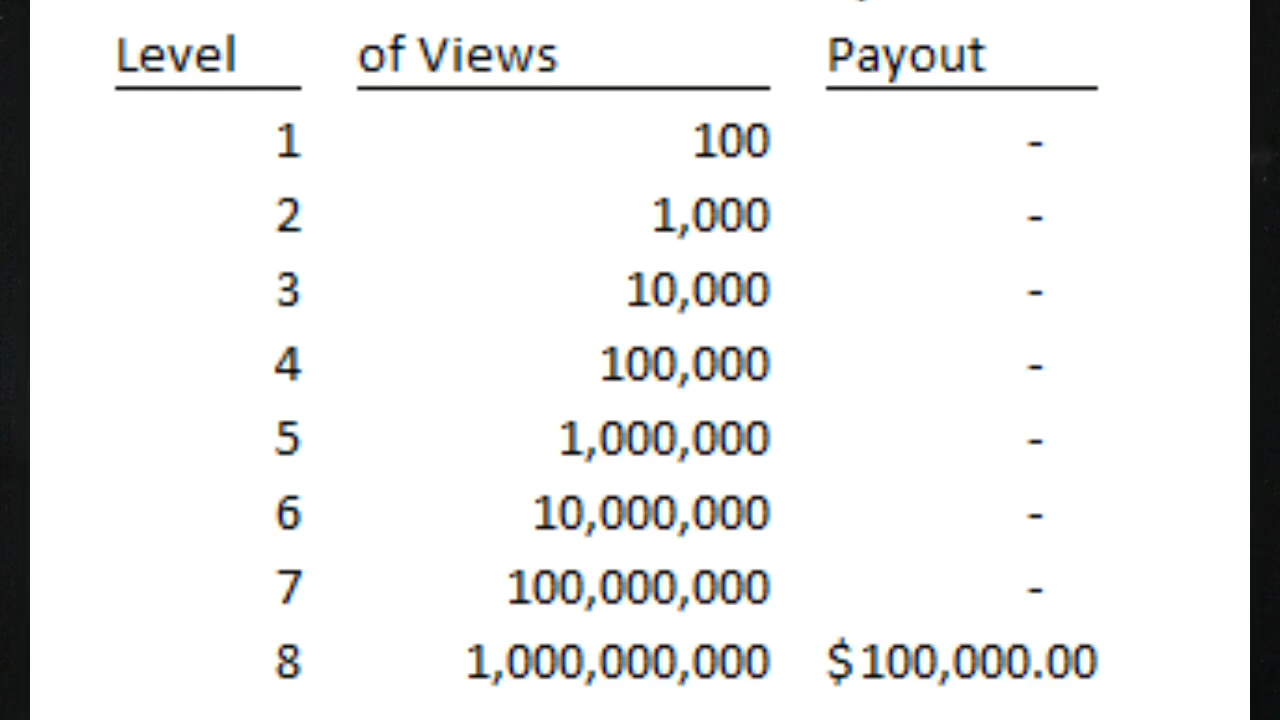 Level of Views Payout
1 100 -
2 1,000 -
3 10,000 -
4 100,000 -
5 1,000,000 -
6 10,000,000 -
7 100,000,000 -
8 1,000,000,000 $100,000.00